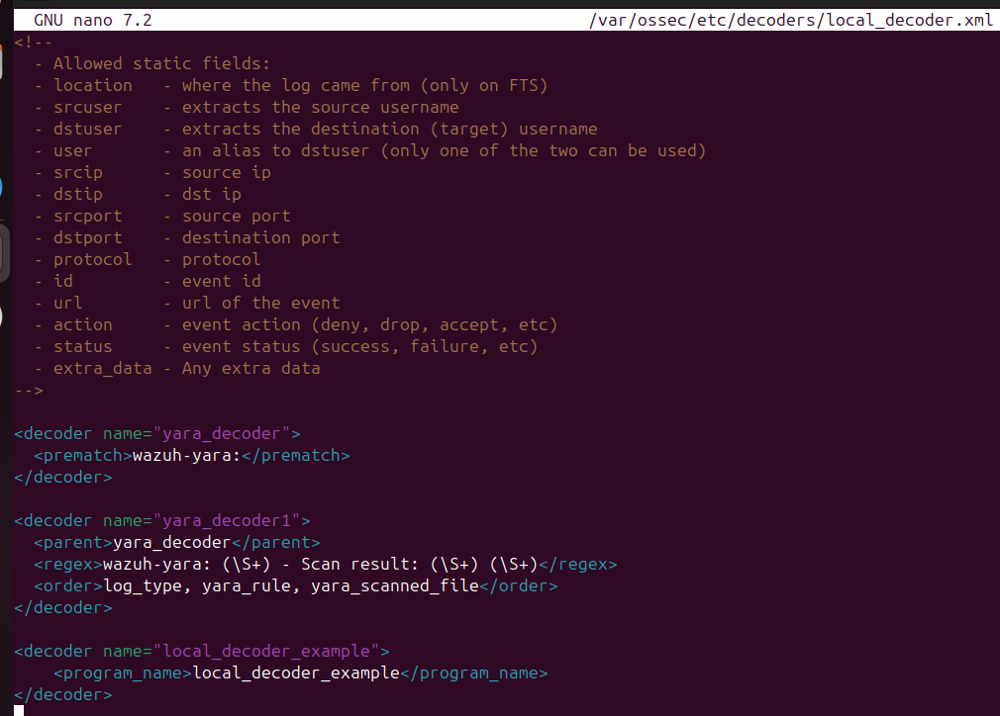 GNU nano 7.2 /var/ossec/etc/decoders/local_decoder.xml
<!--
  - Allowed static fields:
  - location   - where the log came from (only on FTS)
  - srcuser    - extracts the source username
  - dstuser    - extracts the destination (target) username
  - user       - an alias to dstuser (only one of the two can be used)
  - srcip      - source ip
  - dstip      - dst ip
  - srcport    - source port
  - dstport    - destination port
  - protocol   - protocol
  - id         - event id
  - url        - url of the event
  - action     - event action (deny, drop, accept, etc)
  - status     - event status (success, failure, etc)
  - extra_data - Any extra data
-->
<decoder name="yara_decoder">
  <prematch>wazuh-yara:</prematch>
</decoder>
<decoder name="yara_decoder1">
  <parent>yara_decoder</parent>
  <regex>wazuh-yara: (\S+) - Scan result: (\S+) (\S+)</regex>
  <order>log_type, yara_rule, yara_scanned_file</order>
</decoder>
<decoder name="local_decoder_example">
    <program_name>local_decoder_example</program_name>
</decoder>